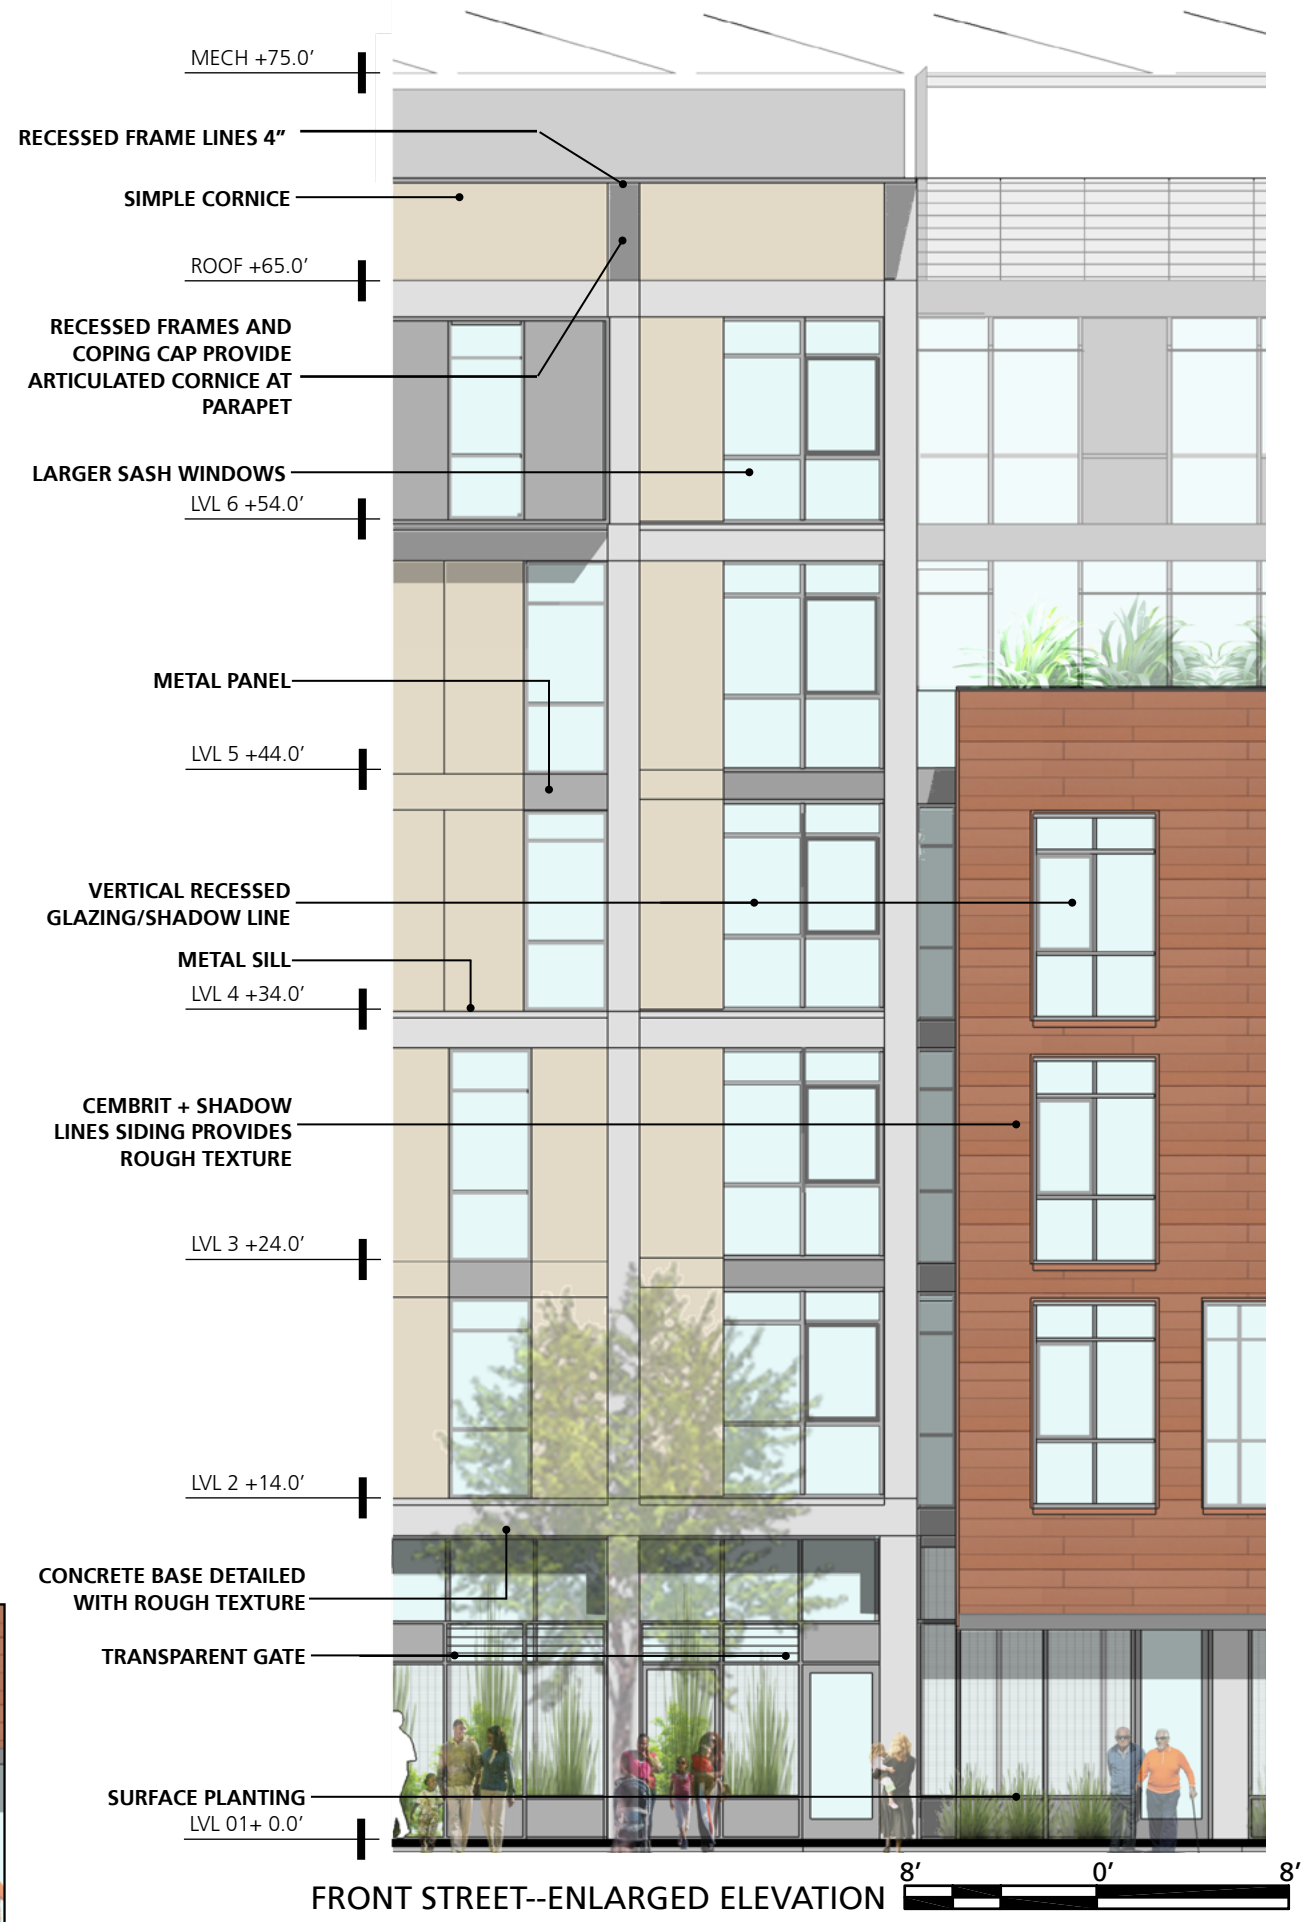 MECH +75.0’
RECESSED FRAME LINES 4”
SIMPLE CORNICE
ROOF +65.0’
RECESSED FRAMES AND
COPING CAP PROVIDE
ARTICULATED CORNICE AT
PARAPET
LARGER SASH WINDOWS
LVL 6 +54.0’
METAL PANEL
LVL 5 +44.0’
VERTICAL RECESSED
GLAZING/SHADOW LINE
METAL SILL
LVL 4 +34.0’
CEMBRIT + SHADOW
LINES SIDING PROVIDES
ROUGH TEXTURE
LVL 3 +24.0’
LVL 2 +14.0’
CONCRETE BASE DETAILED
WITH ROUGH TEXTURE
TRANSPARENT GATE
SURFACE PLANTING
LVL 01+ 0.0’
8’ 0’ 8’
FRONT STREET--ENLARGED ELEVATION